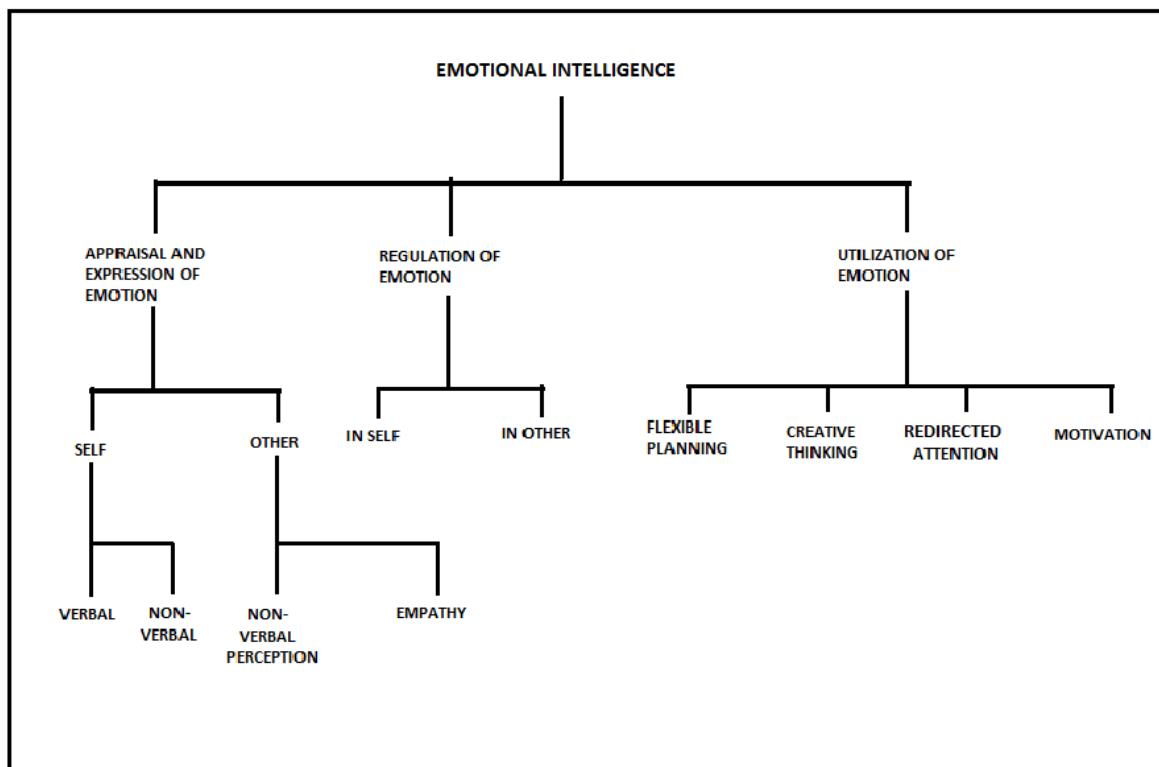 EMOTIONAL INTELLIGENCE
APPRAISAL AND
EXPRESSION OF
EMOTION
REGULATION OF
EMOTION
UTILIZATION OF
EMOTION
SELF
OTHER
IN SELF
IN OTHER
FLEXIBLE
PLANNING
CREATIVE
THINKING
REDIRECTED
ATTENTION
MOTIVATION
VERBAL
NON-
VERBAL
NON-
VERBAL
PERCEPTION
EMPATHY